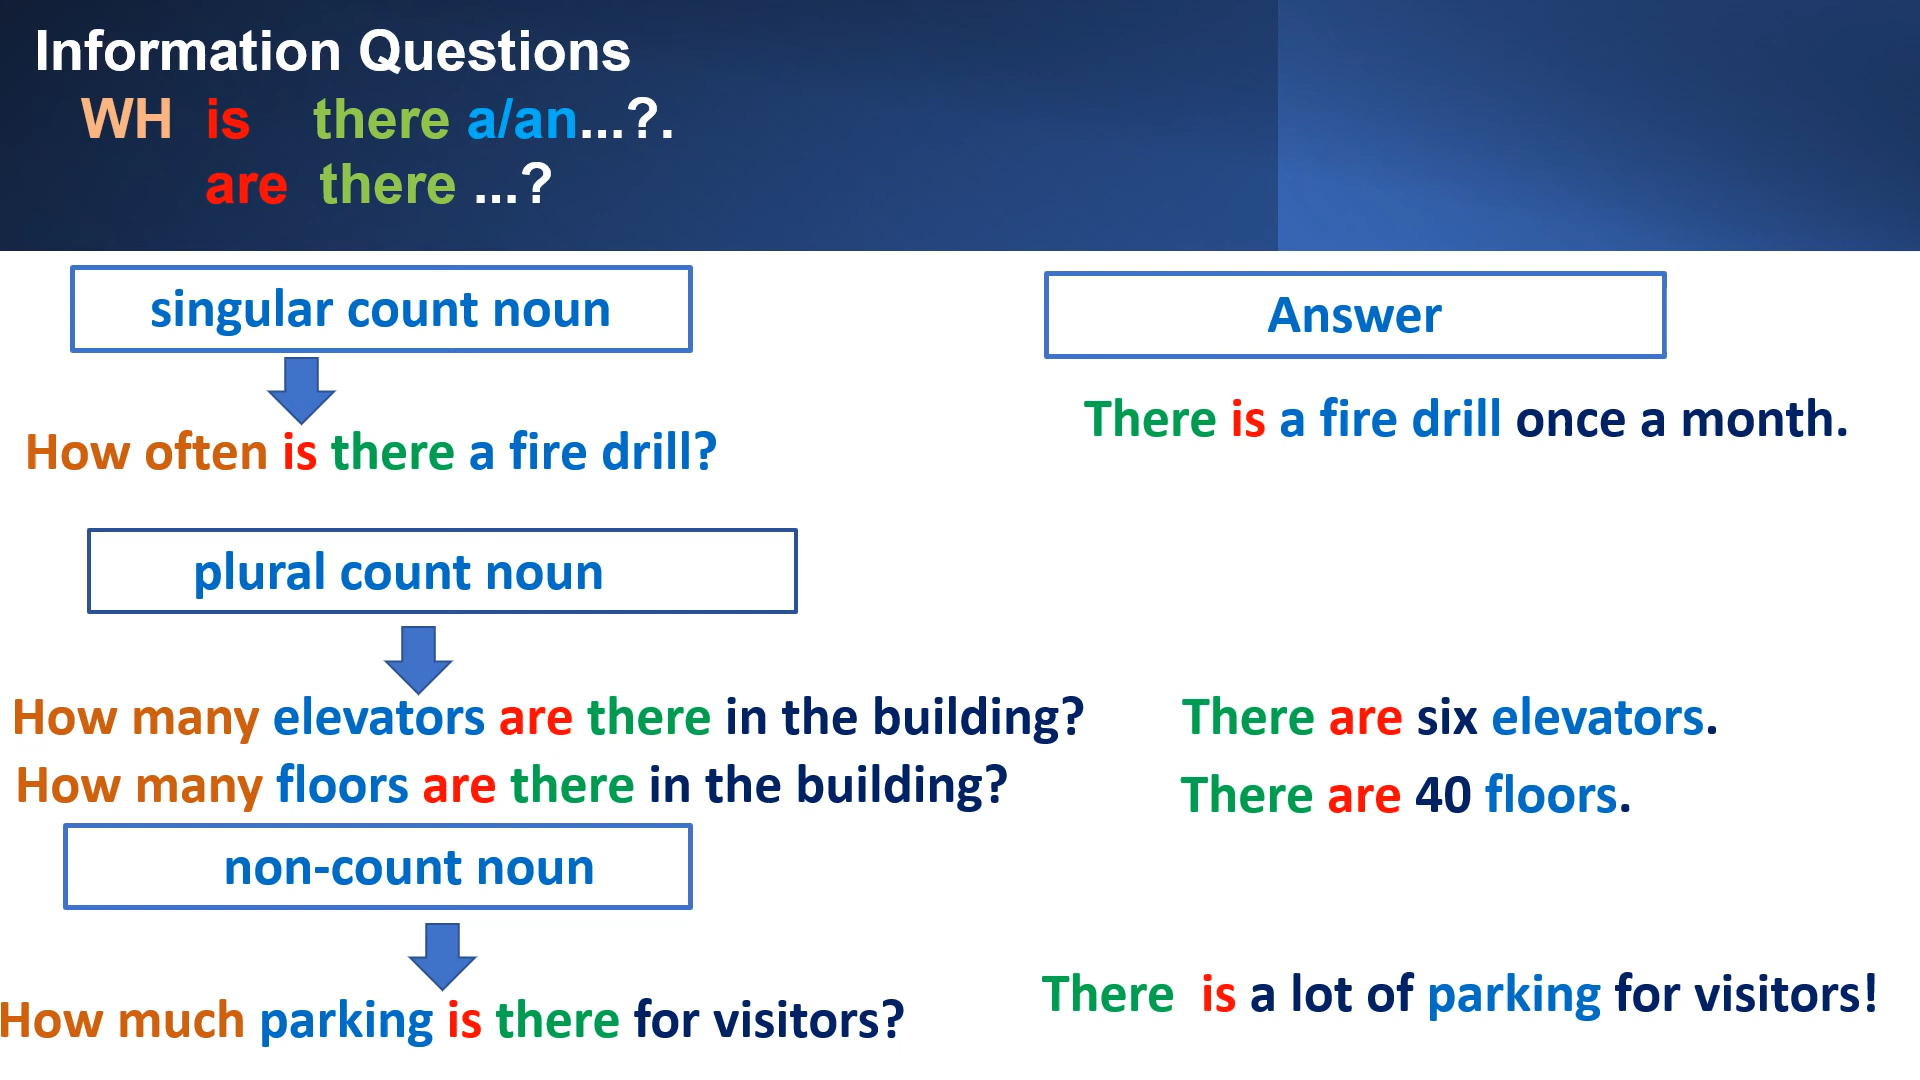 Information Questions
WH is there a/an...?.
are there ...?
singular count noun
Answer
How often is there a fire drill?
There is a fire drill once a month.
plural count noun
How many elevators are there in the building?
There are six elevators.
How many floors are there in the building?
There are 40 floors.
non-count noun
How much parking is there for visitors?
There is a lot of parking for visitors!